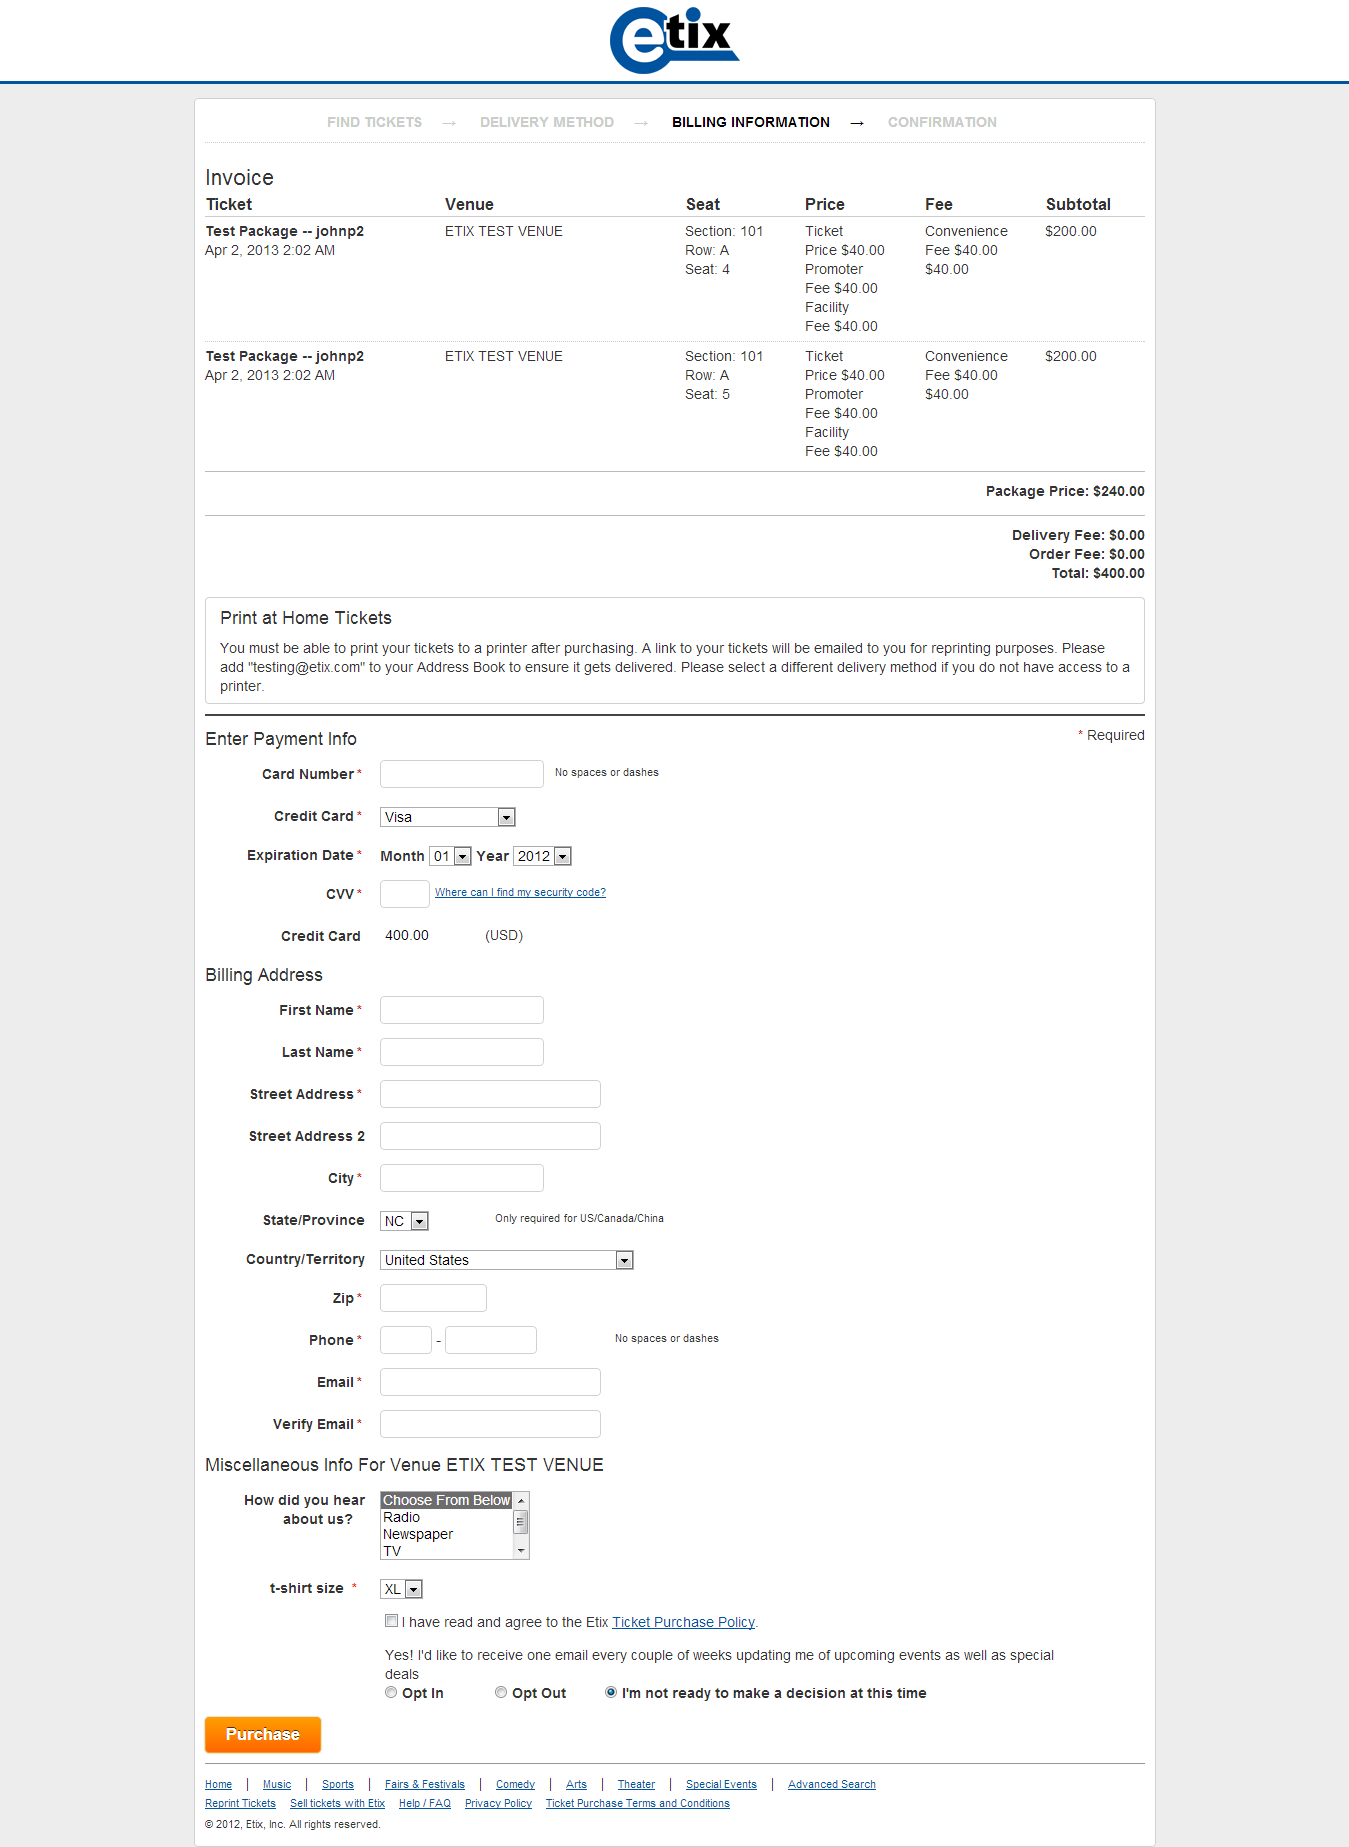 etix
FIND TICKETS → DELIVERY METHOD → BILLING INFORMATION → CONFIRMATION
Invoice
Ticket Venue Seat Price Fee Subtotal
Test Package -- johnp2 ETIX TEST VENUE Section: 101 Ticket Convenience $200.00
Apr 2, 2013 2:02 AM Row: A Price $40.00 Fee $40.00
Seat: 4 Promoter $40.00
Fee $40.00
Facility
Fee $40.00
Test Package -- johnp2 ETIX TEST VENUE Section: 101 Ticket Convenience $200.00
Apr 2, 2013 2:02 AM Row: A Price $40.00 Fee $40.00
Seat: 5 Promoter $40.00
Fee $40.00
Facility
Fee $40.00
Package Price: $240.00
Delivery Fee: $0.00
Order Fee: $0.00
Total: $400.00
Print at Home Tickets
You must be able to print your tickets to a printer after purchasing. A link to your tickets will be emailed to you for reprinting purposes. Please
add "testing@etix.com" to your Address Book to ensure it gets delivered. Please select a different delivery method if you do not have access to a
printer.
Enter Payment Info * Required
Card Number * No spaces or dashes
Credit Card * Visa
Expiration Date * Month 01 Year 2012
CVV * Where can I find my security code?
Credit Card 400.00 (USD)
Billing Address
First Name *
Last Name *
Street Address *
Street Address 2
City *
State/Province NC Only required for US/Canada/China
Country/Territory United States
Zip *
Phone * - No spaces or dashes
Email *
Verify Email *
Miscellaneous Info For Venue ETIX TEST VENUE
How did you hear Choose From Below
about us? Radio
Newspaper
TV
t-shirt size * XL
I have read and agree to the Etix Ticket Purchase Policy.
Yes! I'd like to receive one email every couple of weeks updating me of upcoming events as well as special
deals
Opt In Opt Out I'm not ready to make a decision at this time
Purchase
Home | Music | Sports | Fairs & Festivals | Comedy | Arts | Theater | Special Events | Advanced Search
Reprint Tickets Sell tickets with Etix Help / FAQ Privacy Policy Ticket Purchase Terms and Conditions
© 2012, Etix, Inc. All rights reserved.